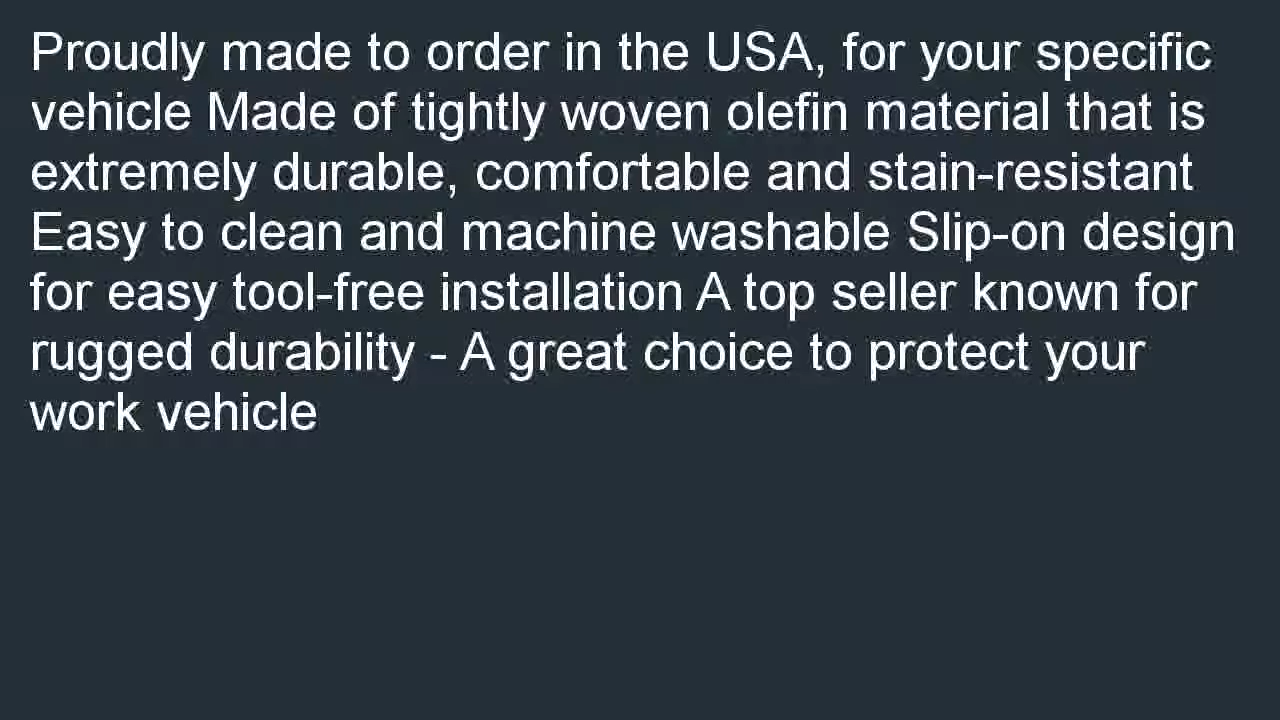 Proudly made to order in the USA, for your specific
vehicle Made of tightly woven olefin material that is
extremely durable, comfortable and stain-resistant
Easy to clean and machine washable Slip-on design
for easy tool-free installation A top seller known for
rugged durability - A great choice to protect your
work vehicle